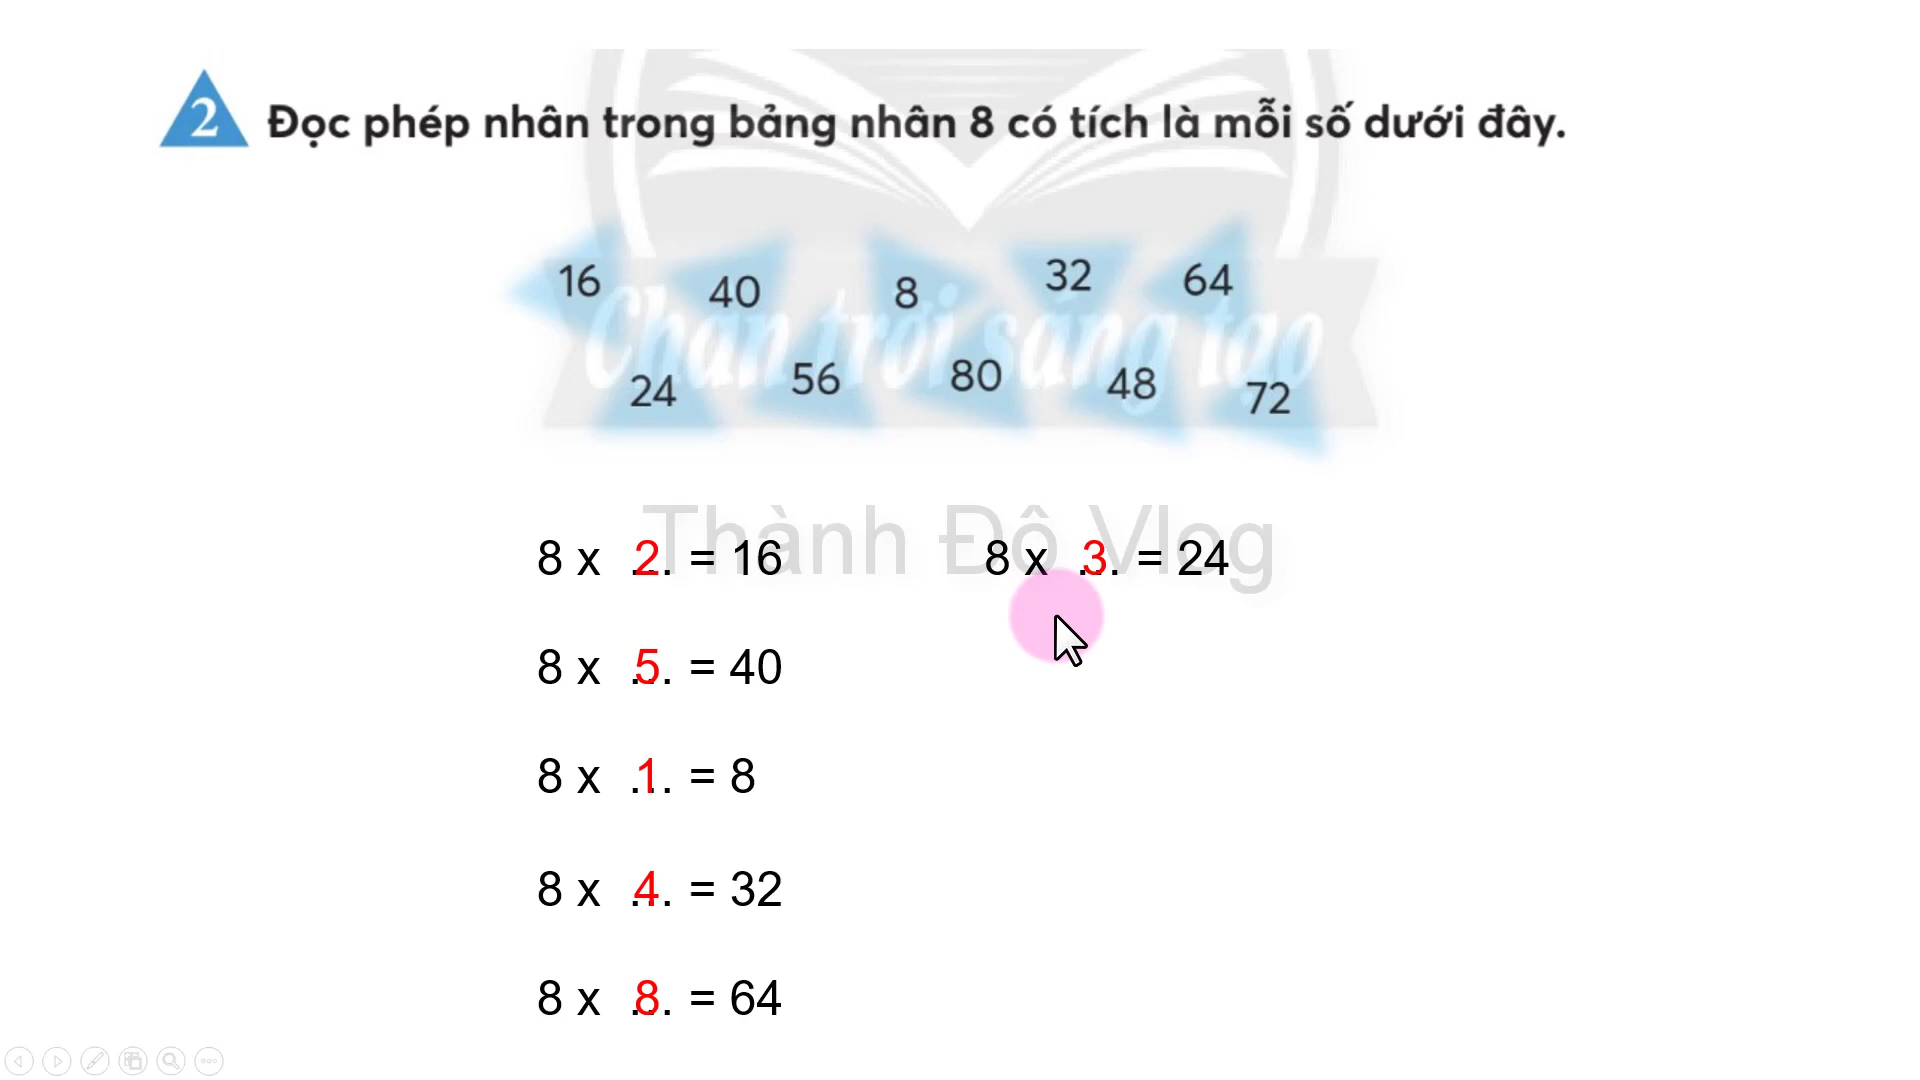 2 Đọc phép nhân trong bảng nhân 8 có tích là mỗi số dưới đây.
16 40 8 32 64
Chân trời sáng tạo
24 56 80 48 72
Thành Đô Vlog
8 x 2 = 16 8 x 3 = 24
8 x 5 = 40
8 x 1 = 8
8 x 4 = 32
8 x 8 = 64